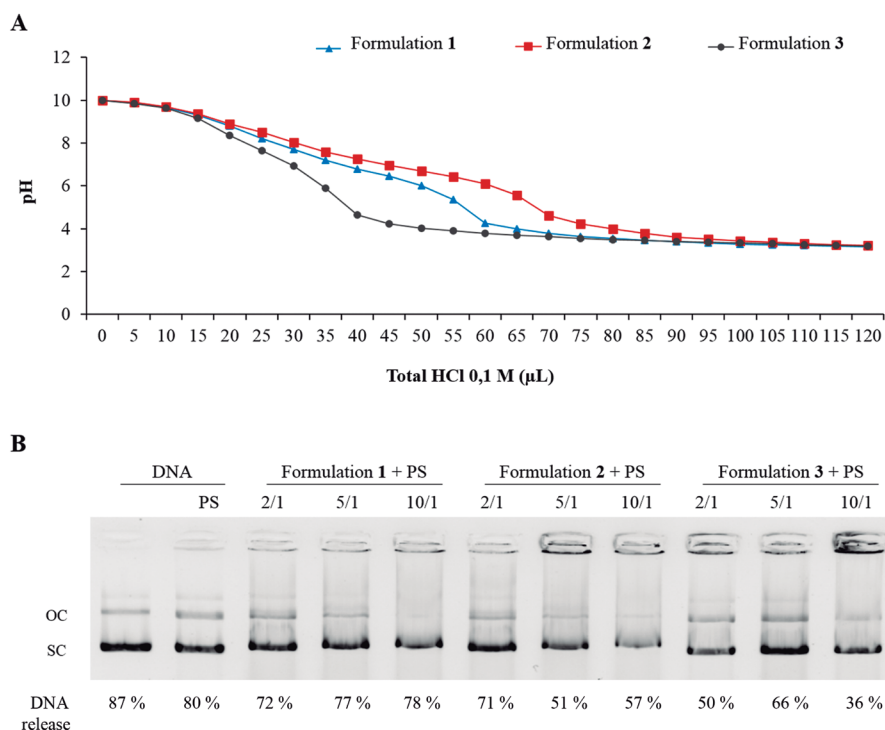 A
Formulation 1 Formulation 2 Formulation 3
12
10
8
6
4
2
0
pH
0 5 10 15 20 25 30 35 40 45 50 55 60 65 70 75 80 85 90 95 100 105 110 115 120
Total HCl 0,1 M (µL)
B
DNA Formulation 1 + PS Formulation 2 + PS Formulation 3 + PS
PS 2/1 5/1 10/1 2/1 5/1 10/1 2/1 5/1 10/1
OC
SC
DNA release 87 % 80 % 72 % 77 % 78 % 71 % 51 % 57 % 50 % 66 % 36 %